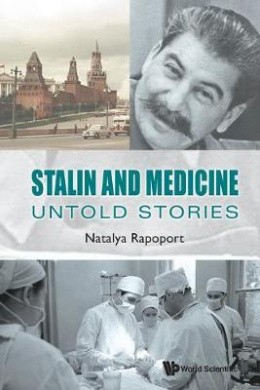 STALIN AND MEDICINE
UNTOLD STORIES
Natalya Rapoport
World Scientific